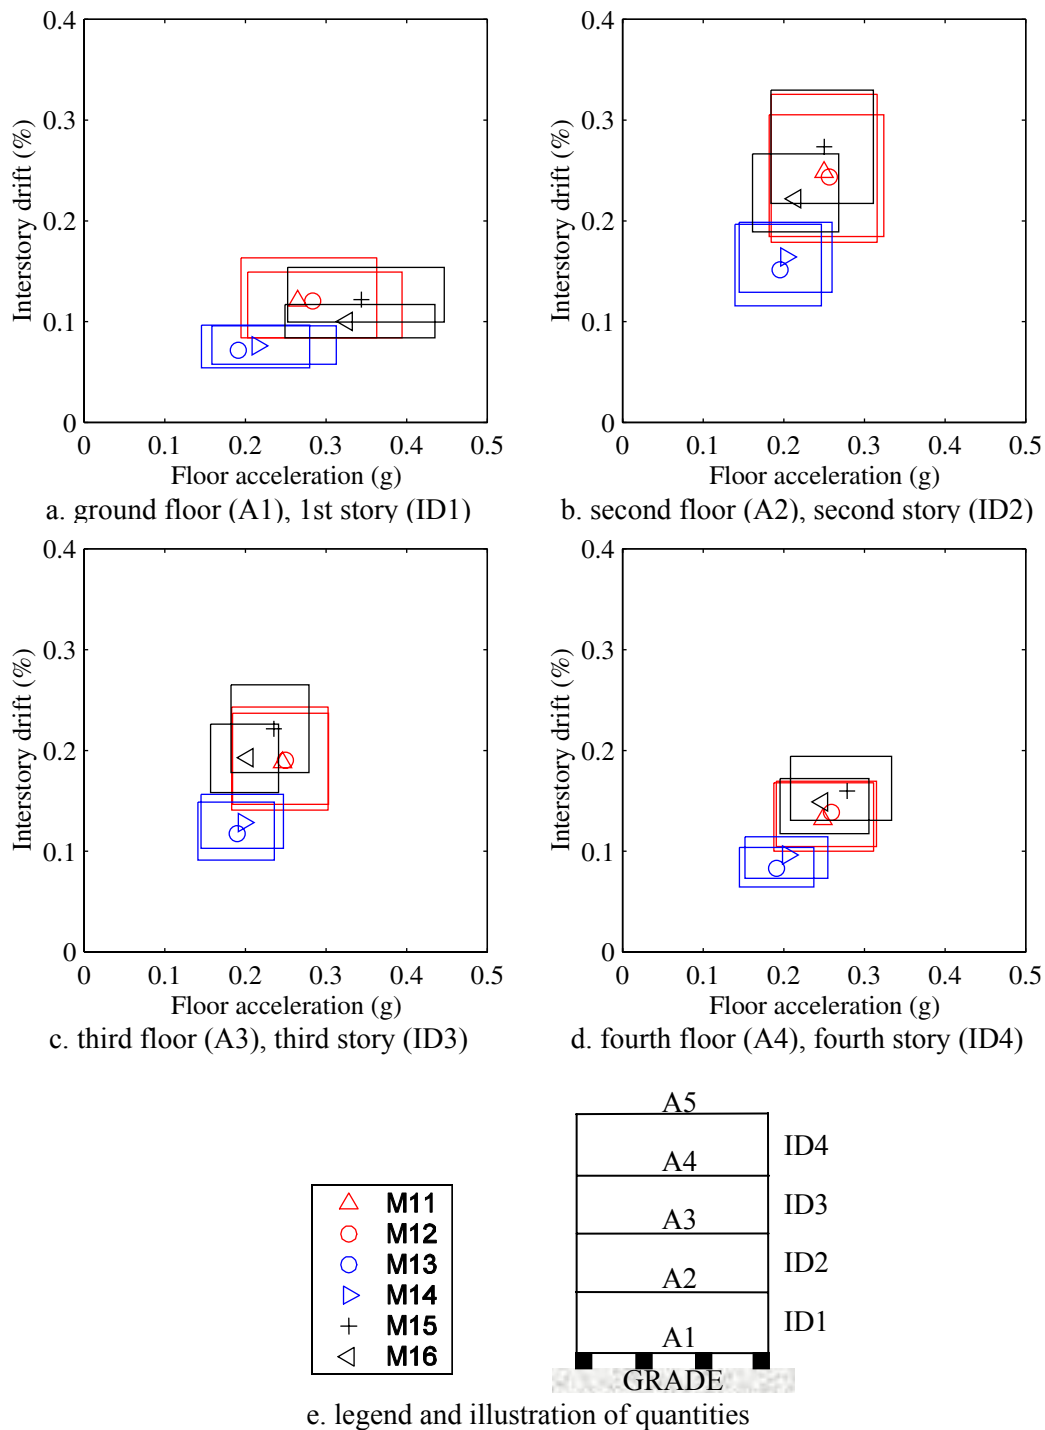 0.4
0.3
0.2
0.1
0
0 0.1 0.2 0.3 0.4 0.5
Interstory drift (%)
Floor acceleration (g)
a. ground floor (A1), 1st story (ID1)
0.4
0.3
0.2
0.1
0
0 0.1 0.2 0.3 0.4 0.5
Interstory drift (%)
Floor acceleration (g)
b. second floor (A2), second story (ID2)
0.4
0.3
0.2
0.1
0
0 0.1 0.2 0.3 0.4 0.5
Interstory drift (%)
Floor acceleration (g)
c. third floor (A3), third story (ID3)
0.4
0.3
0.2
0.1
0
0 0.1 0.2 0.3 0.4 0.5
Interstory drift (%)
Floor acceleration (g)
d. fourth floor (A4), fourth story (ID4)
M11
M12
M13
M14
M15
M16
A5
ID4
A4
ID3
A3
ID2
A2
ID1
A1
GRADE
e. legend and illustration of quantities